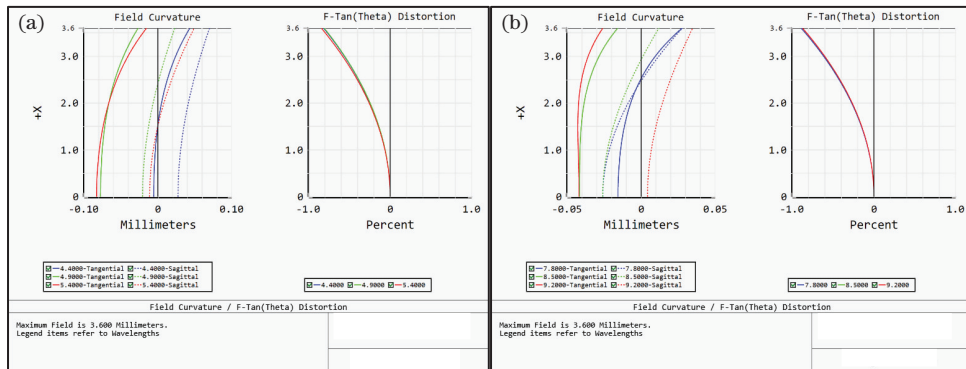 (a)
Field Curvature
F-Tan(Theta) Distortion
3.6
3.0
2.0
1.0
0
+X
-0.10
0
0.10
Millimeters
3.6
3.0
2.0
1.0
0
-1.0
0
1.0
Percent
4.4000-Tangential 4.4000-Sagittal
4.9000-Tangential 4.9000-Sagittal
5.4000-Tangential 5.4000-Sagittal
4.4000 4.9000 5.4000
Field Curvature / F-Tan(Theta) Distortion
Maximum Field is 3.600 Millimeters.
Legend items refer to Wavelengths
(b)
Field Curvature
F-Tan(Theta) Distortion
3.6
3.0
2.0
1.0
0
+X
-0.05
0
0.05
Millimeters
3.6
3.0
2.0
1.0
0
-1.0
0
1.0
Percent
7.8000-Tangential 7.8000-Sagittal
8.5000-Tangential 8.5000-Sagittal
9.2000-Tangential 9.2000-Sagittal
7.8000 8.5000 9.2000
Field Curvature / F-Tan(Theta) Distortion
Maximum Field is 3.600 Millimeters.
Legend items refer to Wavelengths